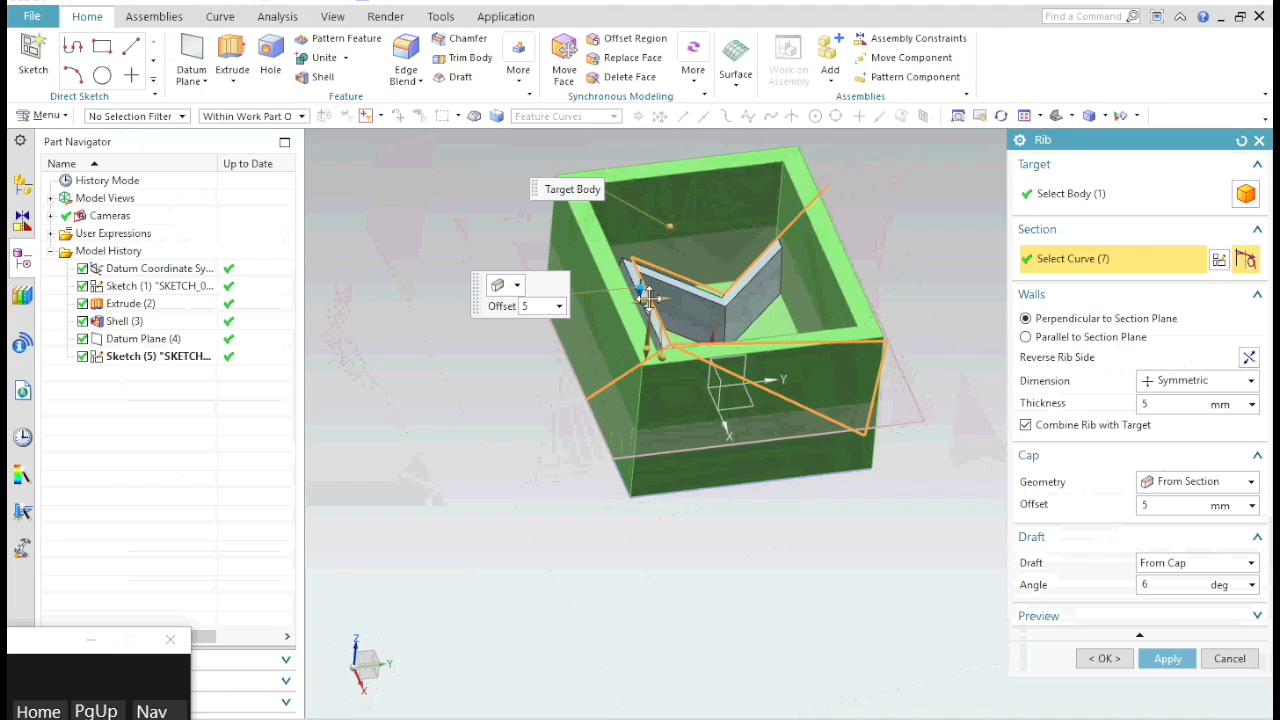 File Home Assemblies Curve Analysis View Render Tools Application Find a Command
Sketch
Direct Sketch
Datum Plane
Extrude
Hole
Pattern Feature
Unite
Shell
Edge Blend
Chamfer
Trim Body
Draft
More
Feature
Move Face
Offset Region
Replace Face
Delete Face
More
Synchronous Modeling
Surface
Work on Assembly
Add
Assembly Constraints
Move Component
Pattern Component
Assemblies
Menu No Selection Filter Within Work Part O Feature Curves
Part Navigator
Name Up to Date
History Mode
Model Views
Cameras
User Expressions
Model History
Datum Coordinate Sy...
Sketch (1) "SKETCH_0...
Extrude (2)
Shell (3)
Datum Plane (4)
Sketch (5) "SKETC...
Home PgUp Nav
Target Body
Offset 5
Y
X
Z
Y
X
Rib
Target
Select Body (1)
Section
Select Curve (7)
Walls
Perpendicular to Section Plane
Parallel to Section Plane
Reverse Rib Side
Dimension Symmetric
Thickness 5 mm
Combine Rib with Target
Cap
Geometry From Section
Offset 5 mm
Draft
Draft From Cap
Angle 6 deg
Preview
< OK > Apply Cancel